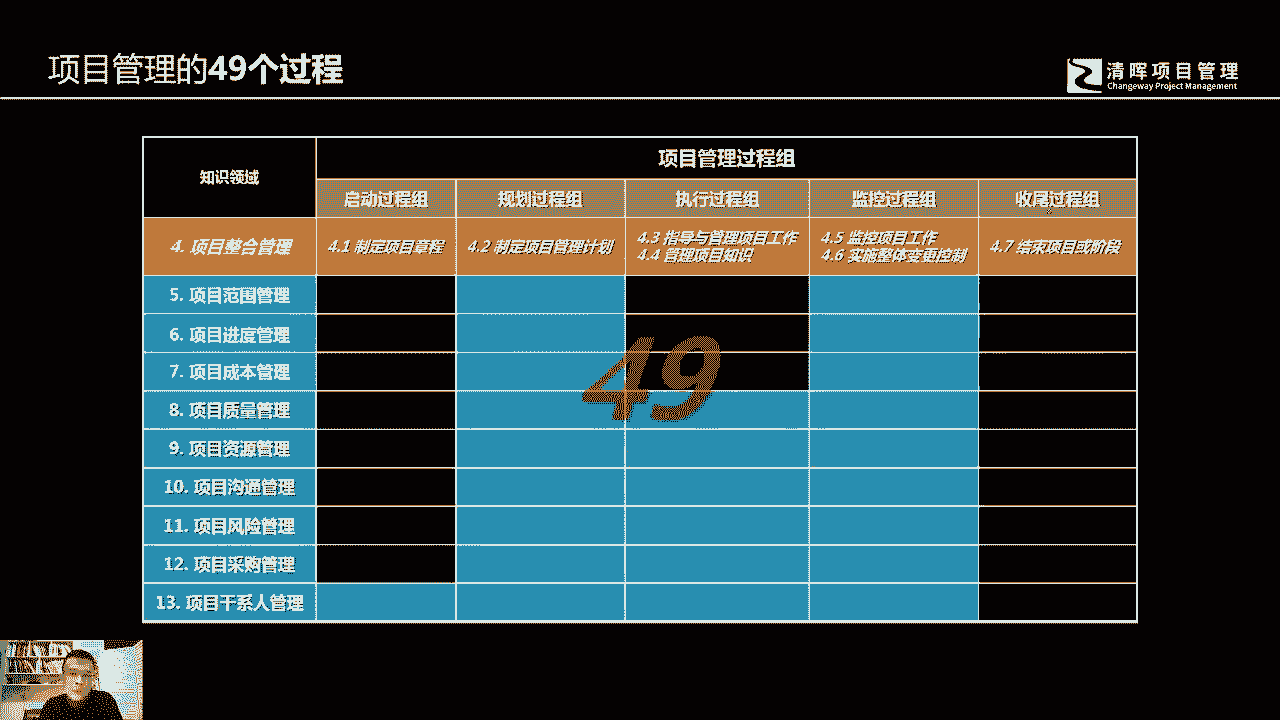 项目管理的49个过程
清晖项目管理
Changeway Project Management
知识领域
项目管理过程组
启动过程组
规划过程组
执行过程组
监控过程组
收尾过程组
4. 项目整合管理
4.1 制定项目章程
4.2 制定项目管理计划
4.3 指导与管理项目工作
4.4 管理项目知识
4.5 监控项目工作
4.6 实施整体变更控制
4.7 结束项目或阶段
5. 项目范围管理
6. 项目进度管理
7. 项目成本管理
49
8. 项目质量管理
9. 项目资源管理
10. 项目沟通管理
11. 项目风险管理
12. 项目采购管理
13. 项目干系人管理